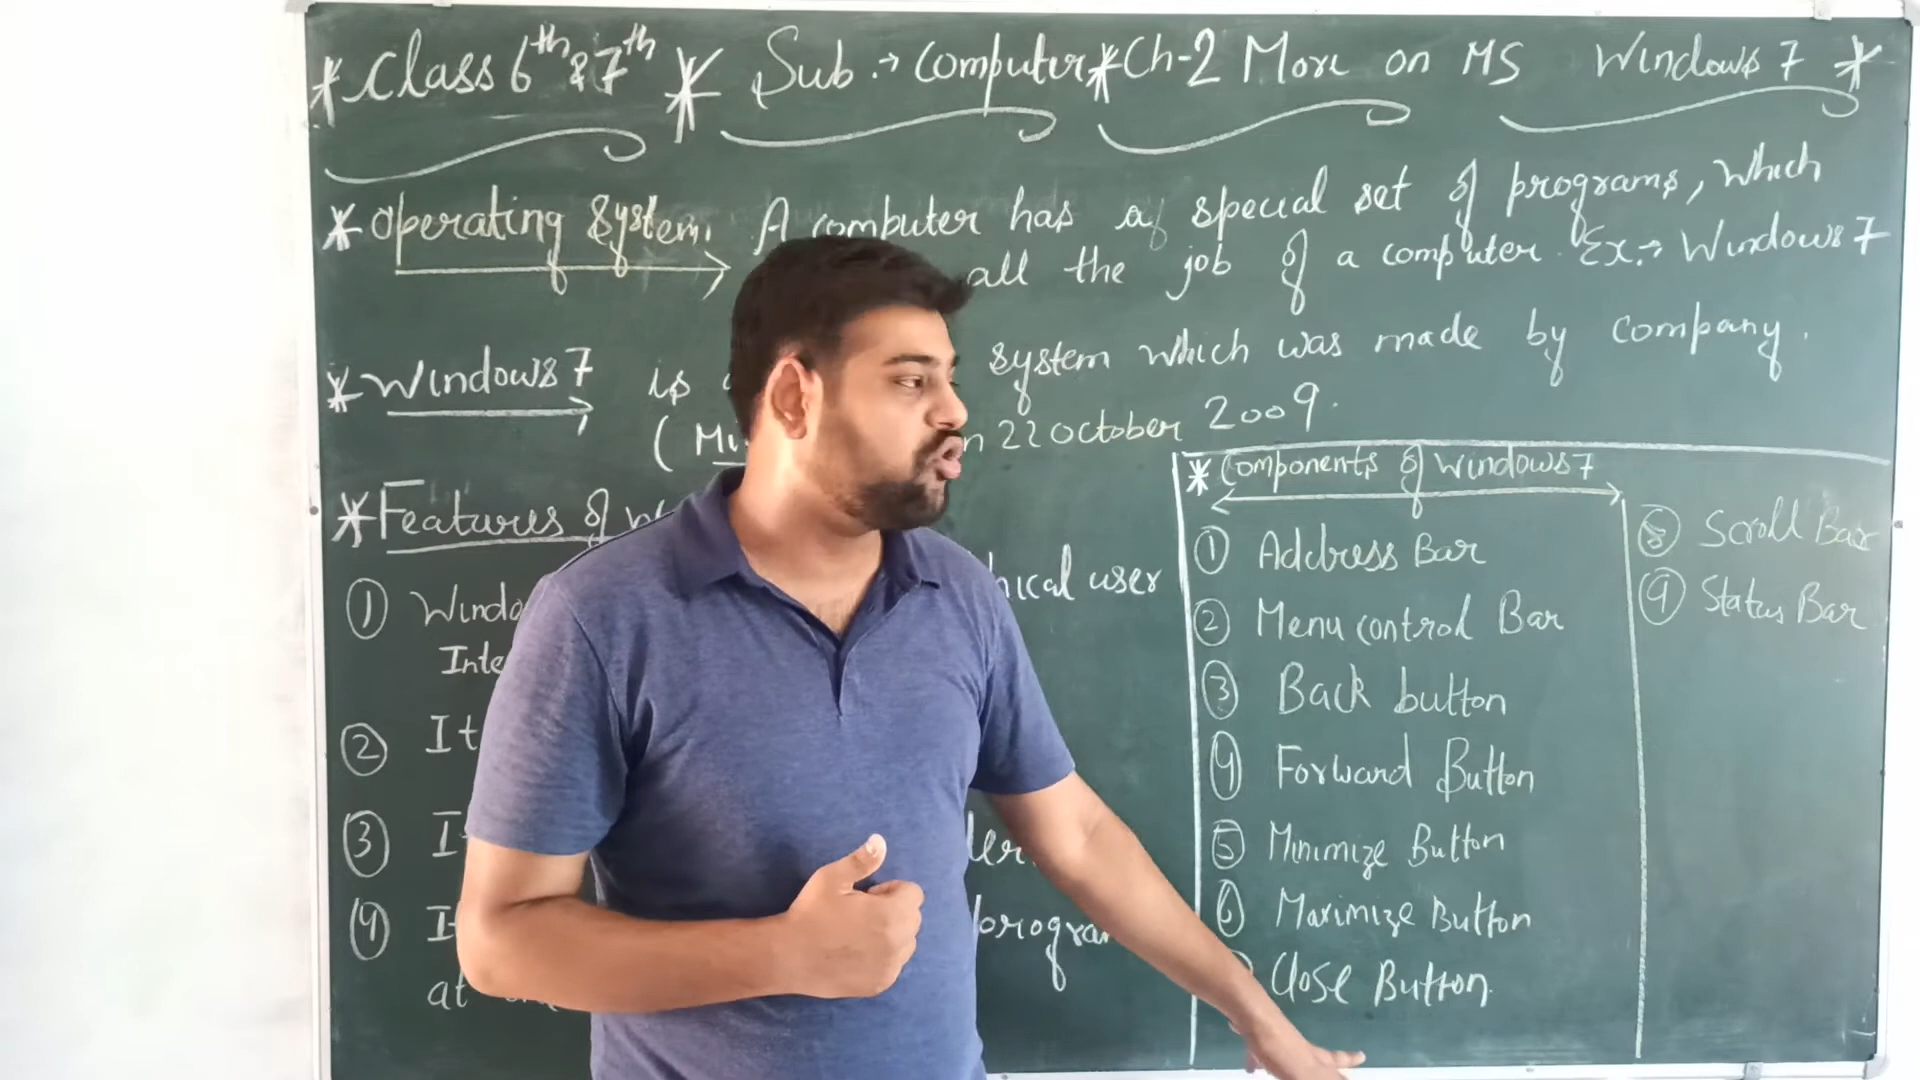 * Class 6th & 7th * Sub :→ Computer * Ch-2 More on MS Windows 7 *
* Operating System. A computer has a special set of programs, which
all the job of a computer. Ex :→ Windows 7
* Windows 7 is system which was made by company.
22 October 2009.
* Features of
① Windo
Inte
hical user
② It
③
④
program
at
* Components of Windows 7
① Address Bar
② Menu control Bar
③ Back button
④ Forward Button
⑤ Minimize Button
⑥ Maximize Button
Close Button
⑧ Scroll Bar
⑨ Status Bar